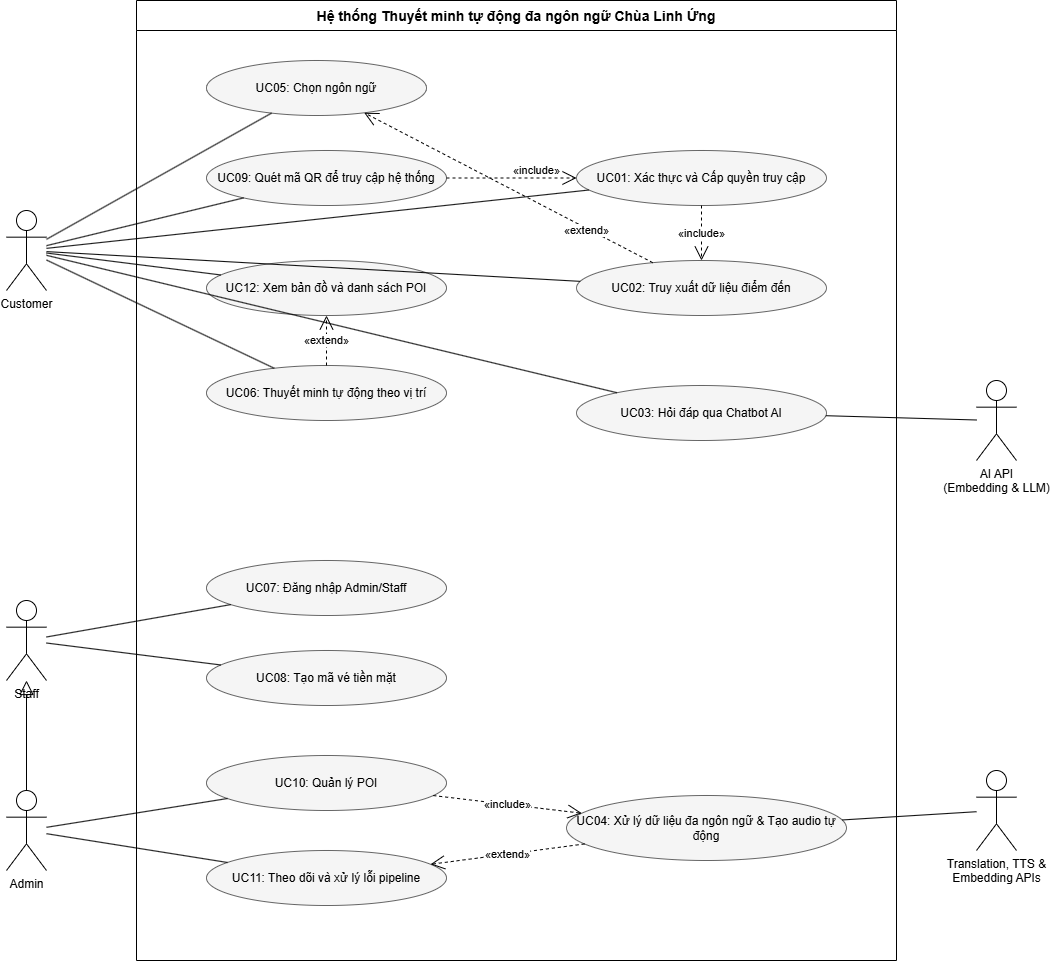 Hệ thống Thuyết minh tự động đa ngôn ngữ Chùa Linh Ứng
UC05: Chọn ngôn ngữ
UC09: Quét mã QR để truy cập hệ thống
«include»
UC01: Xác thực và Cấp quyền truy cập
«extend»
«include»
Customer
UC12: Xem bản đồ và danh sách POI
UC02: Truy xuất dữ liệu điểm đến
«extend»
UC06: Thuyết minh tự động theo vị trí
UC03: Hỏi đáp qua Chatbot AI
AI API
(Embedding & LLM)
UC07: Đăng nhập Admin/Staff
Staff
UC08: Tạo mã vé tiền mặt
UC10: Quản lý POI
«include»
UC04: Xử lý dữ liệu đa ngôn ngữ & Tạo audio tự
động
«extend»
UC11: Theo dõi và xử lý lỗi pipeline
Admin
Translation, TTS &
Embedding APIs